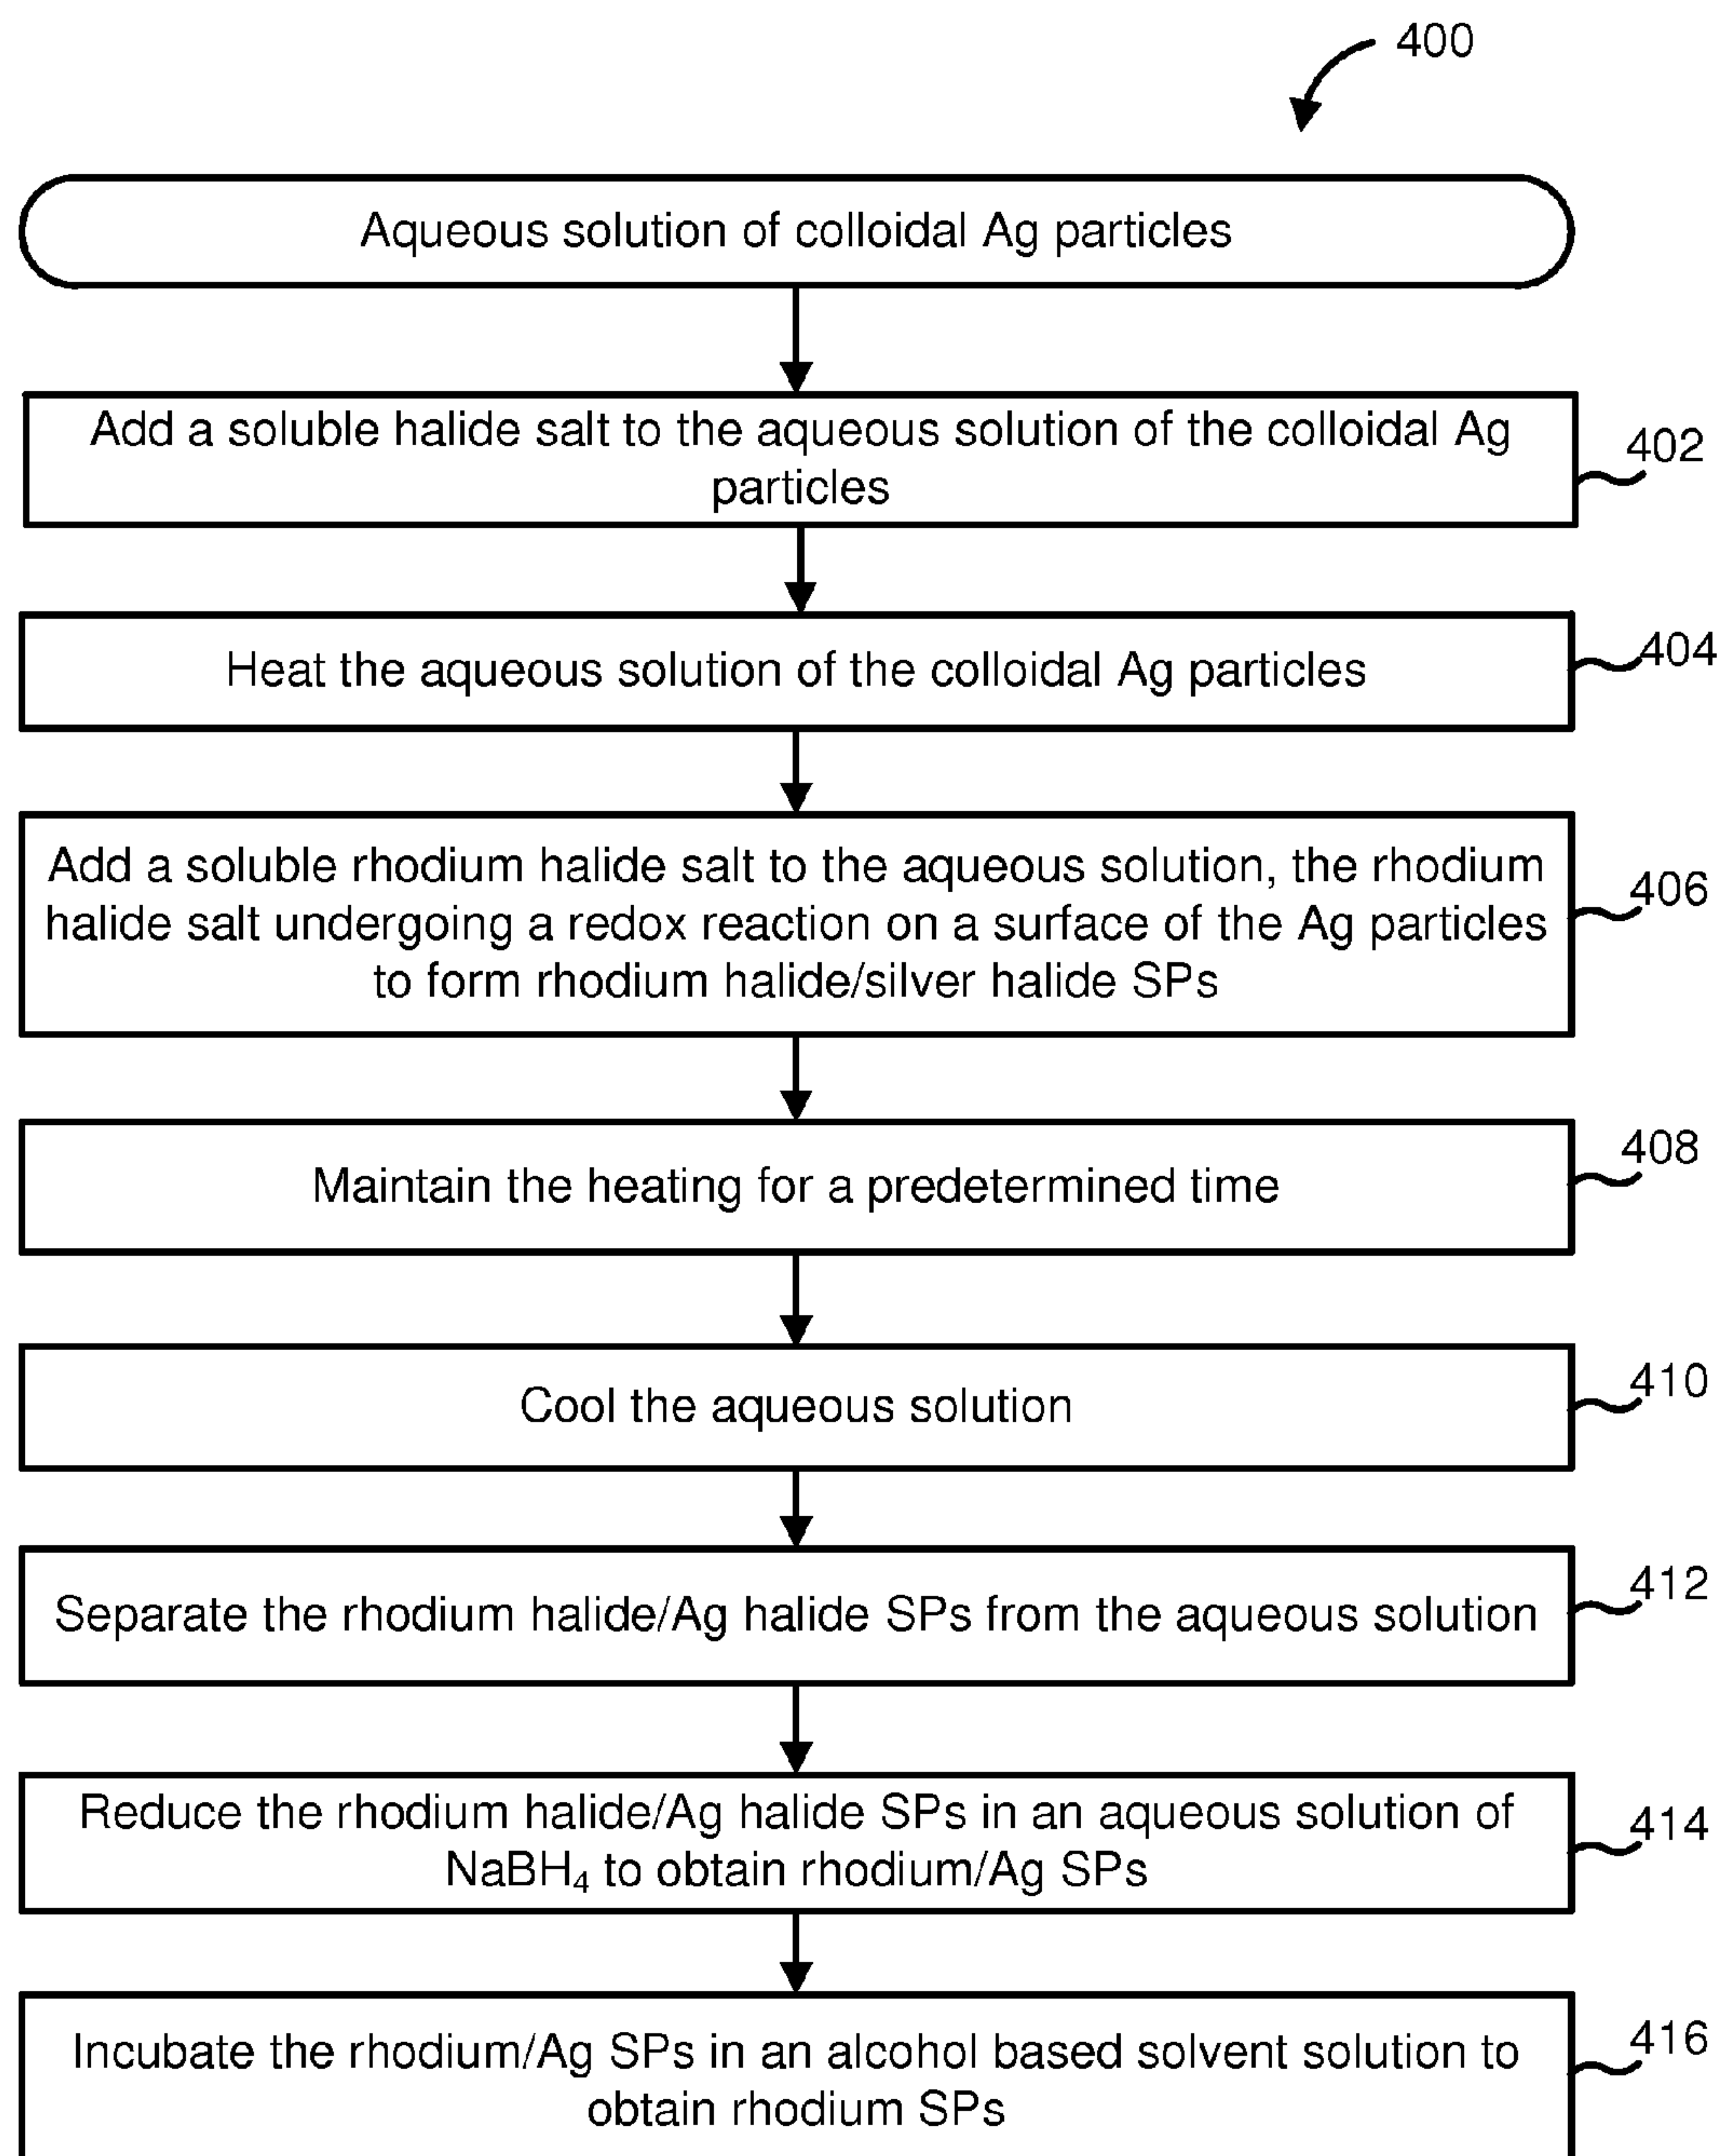 400
Aqueous solution of colloidal Ag particles
Add a soluble halide salt to the aqueous solution of the colloidal Ag
particles
402
Heat the aqueous solution of the colloidal Ag particles
404
Add a soluble rhodium halide salt to the aqueous solution, the rhodium
halide salt undergoing a redox reaction on a surface of the Ag particles
to form rhodium halide/silver halide SPs
406
Maintain the heating for a predetermined time
408
Cool the aqueous solution
410
Separate the rhodium halide/Ag halide SPs from the aqueous solution
412
Reduce the rhodium halide/Ag halide SPs in an aqueous solution of
NaBH₄ to obtain rhodium/Ag SPs
414
Incubate the rhodium/Ag SPs in an alcohol based solvent solution to
obtain rhodium SPs
416